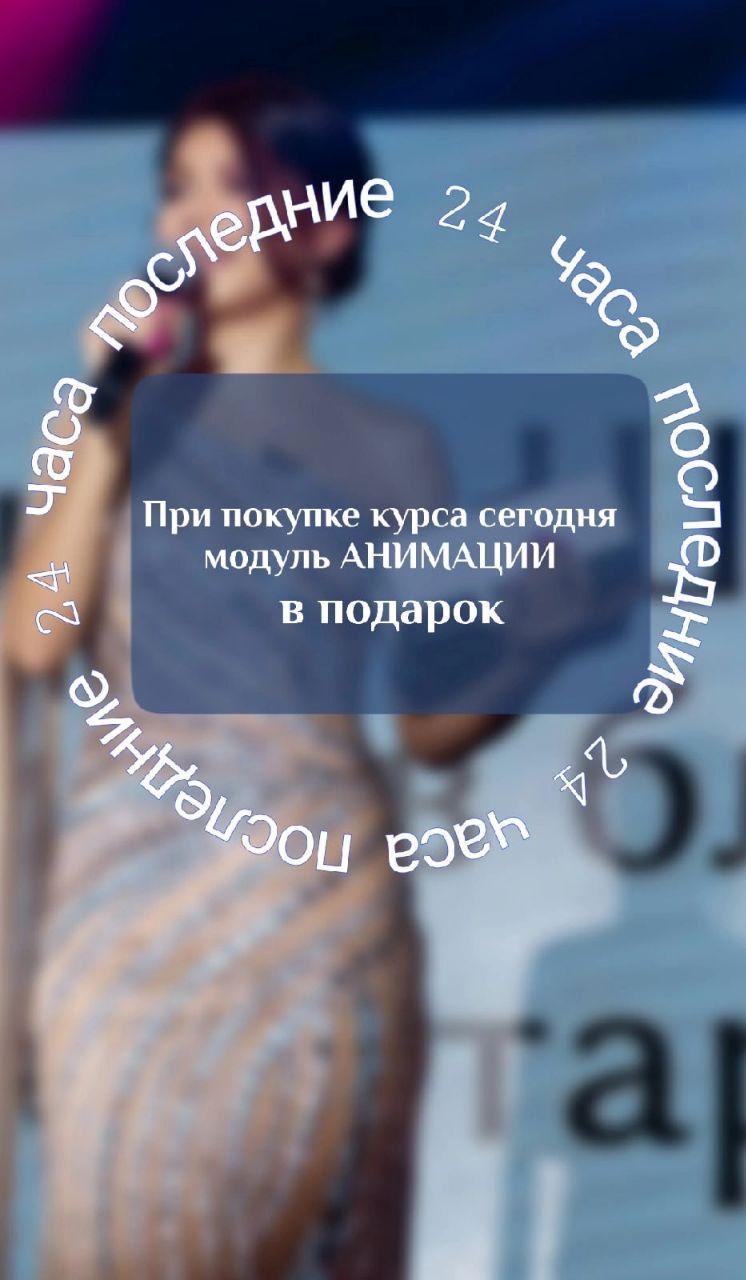 последние 24 часа последние 24 часа последние 24 часа
При покупке курса сегодня
модуль АНИМАЦИИ
в подарок